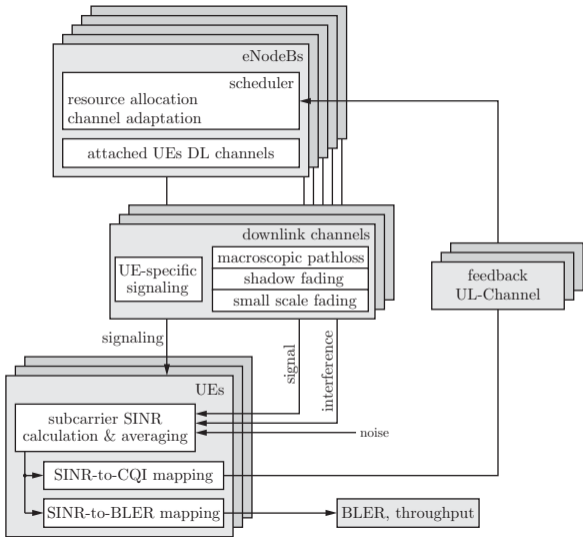 eNodeBs
scheduler
resource allocation
channel adaptation
attached UEs DL channels
downlink channels
UE-specific
signaling
macroscopic pathloss
shadow fading
small scale fading
feedback
UL-Channel
signaling
signal
interference
UEs
subcarrier SINR
calculation & averaging
noise
SINR-to-CQI mapping
SINR-to-BLER mapping
BLER, throughput